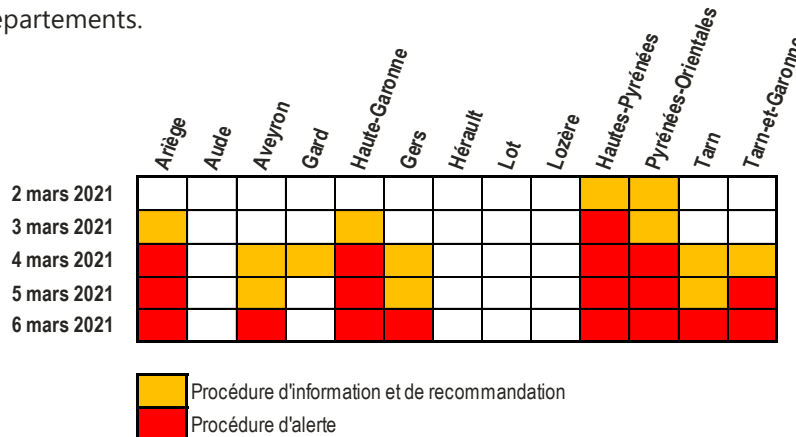 épartements.
Ariège
Aude
Aveyron
Gard
Haute-Garonne
Gers
Hérault
Lot
Lozère
Hautes-Pyrénées
Pyrénées-Orientales
Tarn
Tarn-et-Garonne
2 mars 2021
3 mars 2021
4 mars 2021
5 mars 2021
6 mars 2021
Procédure d'information et de recommandation
Procédure d'alerte